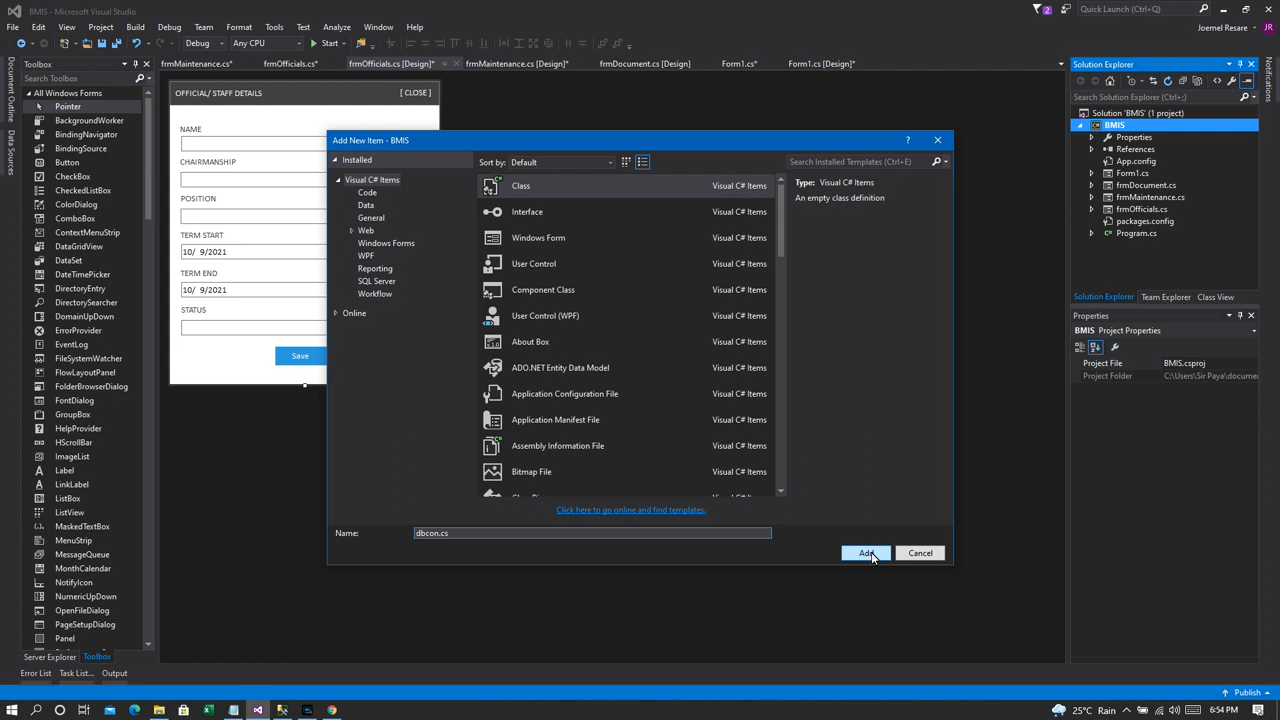 BMIS - Microsoft Visual Studio
2
Quick Launch (Ctrl+Q)
File Edit View Project Build Debug Team Format Tools Test Analyze Window Help
Joemel Resare JR
Debug Any CPU Start
Document Outline
Data Sources
Toolbox
Search Toolbox
All Windows Forms
Pointer
BackgroundWorker
BindingNavigator
BindingSource
Button
CheckBox
CheckedListBox
ColorDialog
ComboBox
ContextMenuStrip
DataGridView
DataSet
DateTimePicker
DirectoryEntry
DirectorySearcher
DomainUpDown
ErrorProvider
EventLog
FileSystemWatcher
FlowLayoutPanel
FolderBrowserDialog
FontDialog
GroupBox
HelpProvider
HScrollBar
ImageList
Label
LinkLabel
ListBox
ListView
MaskedTextBox
MenuStrip
MessageQueue
MonthCalendar
NotifyIcon
NumericUpDown
OpenFileDialog
PageSetupDialog
Panel
Server Explorer Toolbox
Error List Task List... Output
frmMaintenance.cs* frmOfficials.cs* frmOfficials.cs [Design]* frmMaintenance.cs [Design]* frmDocument.cs [Design] Form1.cs* Form1.cs [Design]*
OFFICIAL/ STAFF DETAILS [ CLOSE ]
NAME
CHAIRMANSHIP
POSITION
TERM START
10/ 9/2021
TERM END
10/ 9/2021
STATUS
Save
Add New Item - BMIS
?
Installed
Visual C# Items
Code
Data
General
Web
Windows Forms
WPF
Reporting
SQL Server
Workflow
Online
Sort by: Default
Search Installed Templates (Ctrl+E)
Class Visual C# Items
Interface Visual C# Items
Windows Form Visual C# Items
User Control Visual C# Items
Component Class Visual C# Items
User Control (WPF) Visual C# Items
About Box Visual C# Items
ADO.NET Entity Data Model Visual C# Items
Application Configuration File Visual C# Items
Application Manifest File Visual C# Items
Assembly Information File Visual C# Items
Bitmap File Visual C# Items
Type: Visual C# Items
An empty class definition
Click here to go online and find templates.
Name: dbcon.cs
Add Cancel
Solution Explorer
Search Solution Explorer (Ctrl+;)
Solution 'BMIS' (1 project)
BMIS
Properties
References
App.config
Form1.cs
frmDocument.cs
frmMaintenance.cs
frmOfficials.cs
packages.config
Program.cs
Solution Explorer Team Explorer Class View
Properties
BMIS Project Properties
Project File BMIS.csproj
Project Folder C:\Users\Sir Paya\docume
Notifications
Publish
25°C Rain
6:54 PM